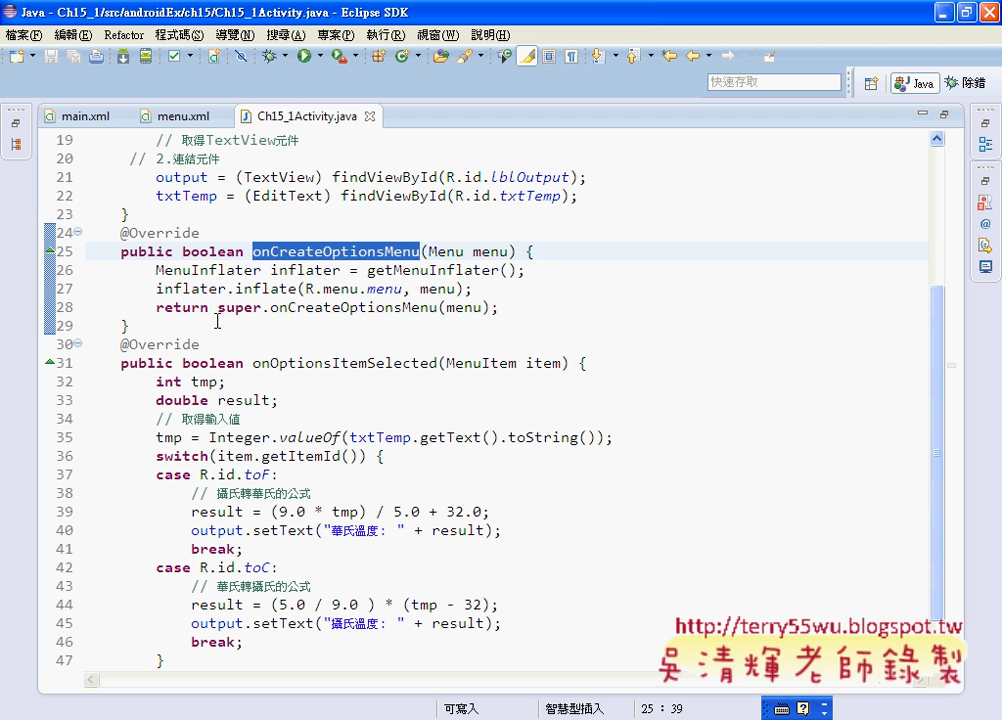 Java - Ch15_1/src/androidEx/ch15/Ch15_1Activity.java - Eclipse SDK
檔案(F) 編輯(E) Refactor 程式碼(S) 導覽(N) 搜尋(A) 專案(P) 執行(R) 視窗(W) 說明(H)
快速存取 Java 除錯
main.xml menu.xml Ch15_1Activity.java
19 // 取得TextView元件
20 // 2.連結元件
21 output = (TextView) findViewById(R.id.lblOutput);
22 txtTemp = (EditText) findViewById(R.id.txtTemp);
23 }
24 @Override
25 public boolean onCreateOptionsMenu(Menu menu) {
26 MenuInflater inflater = getMenuInflater();
27 inflater.inflate(R.menu.menu, menu);
28 return super.onCreateOptionsMenu(menu);
29 }
30 @Override
31 public boolean onOptionsItemSelected(MenuItem item) {
32 int tmp;
33 double result;
34 // 取得輸入值
35 tmp = Integer.valueOf(txtTemp.getText().toString());
36 switch(item.getItemId()) {
37 case R.id.toF:
38 // 攝氏轉華氏的公式
39 result = (9.0 * tmp) / 5.0 + 32.0;
40 output.setText("華氏溫度: " + result);
41 break;
42 case R.id.toC:
43 // 華氏轉攝氏的公式
44 result = (5.0 / 9.0 ) * (tmp - 32);
45 output.setText("攝氏溫度: " + result);
46 break;
47 }
http://terry55wu.blogspot.tw
吳清輝老師錄製
可寫入 智慧型插入 25 : 39